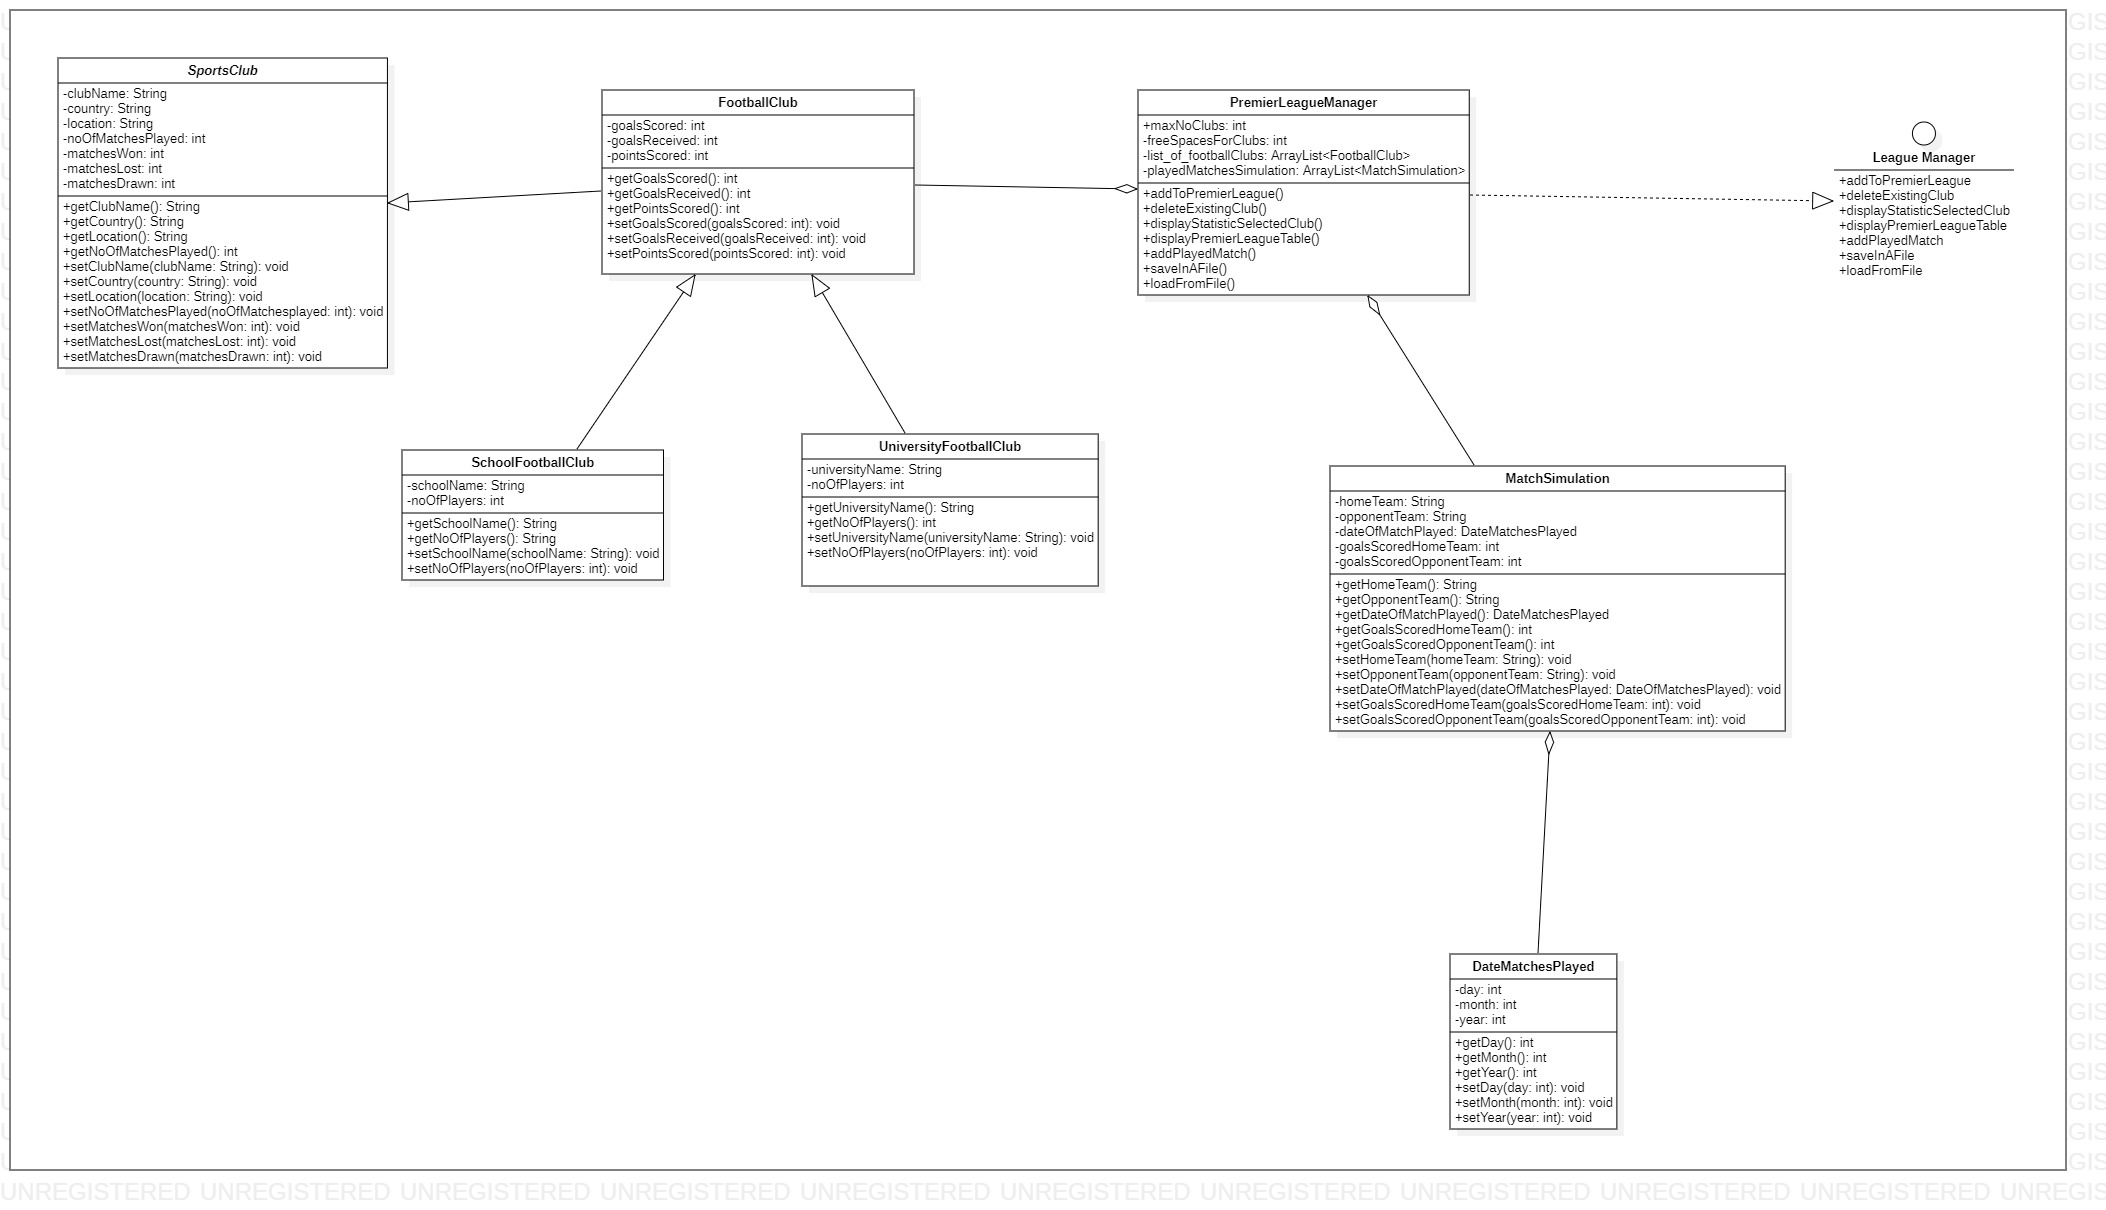 SportsClub
-clubName: String
-country: String
-location: String
-noOfMatchesPlayed: int
-matchesWon: int
-matchesLost: int
-matchesDrawn: int
+getClubName(): String
+getCountry(): String
+getLocation(): String
+getNoOfMatchesPlayed(): int
+setClubName(clubName: String): void
+setCountry(country: String): void
+setLocation(location: String): void
+setNoOfMatchesPlayed(noOfMatchesplayed: int): void
+setMatchesWon(matchesWon: int): void
+setMatchesLost(matchesLost: int): void
+setMatchesDrawn(matchesDrawn: int): void
FootballClub
-goalsScored: int
-goalsReceived: int
-pointsScored: int
+getGoalsScored(): int
+getGoalsReceived(): int
+getPointsScored(): int
+setGoalsScored(goalsScored: int): void
+setGoalsReceived(goalsReceived: int): void
+setPointsScored(pointsScored: int): void
PremierLeagueManager
+maxNoClubs: int
-freeSpacesForClubs: int
-list_of_footballClubs: ArrayList<FootballClub>
-playedMatchesSimulation: ArrayList<MatchSimulation>
+addToPremierLeague()
+deleteExistingClub()
+displayStatisticSelectedClub()
+displayPremierLeagueTable()
+addPlayedMatch()
+saveInAFile()
+loadFromFile()
League Manager
+addToPremierLeague
+deleteExistingClub
+displayStatisticSelectedClub
+displayPremierLeagueTable
+addPlayedMatch
+saveInAFile
+loadFromFile
SchoolFootballClub
-schoolName: String
-noOfPlayers: int
+getSchoolName(): String
+getNoOfPlayers(): String
+setSchoolName(schoolName: String): void
+setNoOfPlayers(noOfPlayers: int): void
UniversityFootballClub
-universityName: String
-noOfPlayers: int
+getUniversityName(): String
+getNoOfPlayers(): int
+setUniversityName(universityName: String): void
+setNoOfPlayers(noOfPlayers: int): void
MatchSimulation
-homeTeam: String
-opponentTeam: String
-dateOfMatchPlayed: DateMatchesPlayed
-goalsScoredHomeTeam: int
-goalsScoredOpponentTeam: int
+getHomeTeam(): String
+getOpponentTeam(): String
+getDateOfMatchPlayed(): DateMatchesPlayed
+getGoalsScoredHomeTeam(): int
+getGoalsScoredOpponentTeam(): int
+setHomeTeam(homeTeam: String): void
+setOpponentTeam(opponentTeam: String): void
+setDateOfMatchPlayed(dateOfMatchesPlayed: DateOfMatchesPlayed): void
+setGoalsScoredHomeTeam(goalsScoredHomeTeam: int): void
+setGoalsScoredOpponentTeam(goalsScoredOpponentTeam: int): void
DateMatchesPlayed
-day: int
-month: int
-year: int
+getDay(): int
+getMonth(): int
+getYear(): int
+setDay(day: int): void
+setMonth(month: int): void
+setYear(year: int): void
UNREGISTERED UNREGISTERED UNREGISTERED UNREGISTERED UNREGISTERED UNREGISTERED UNREGISTERED UNREGISTERED UNREGISTERED UNREGISTERED UNREGIS